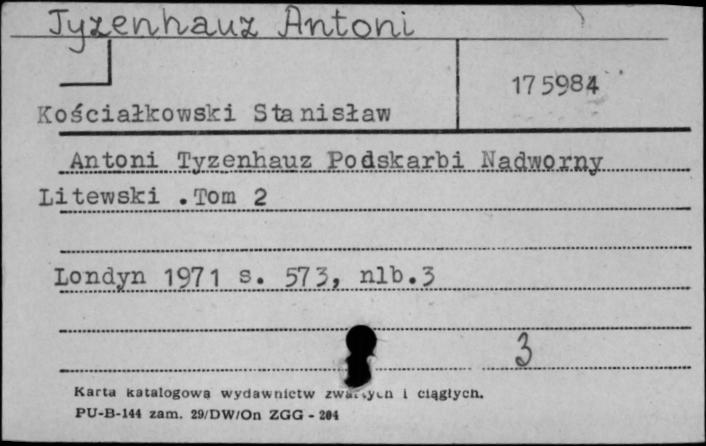 Tyzenhauz Antoni
175984
Kościałkowski Stanisław
Antoni Tyzenhauz Podskarbi Nadworny
Litewski .Tom 2
Londyn 1971 s. 573, nlb.3
3
Karta katalogowa wydawnictw zwartych i ciągłych.
PU-B-144 zam. 29/DW/On ZGG - 204